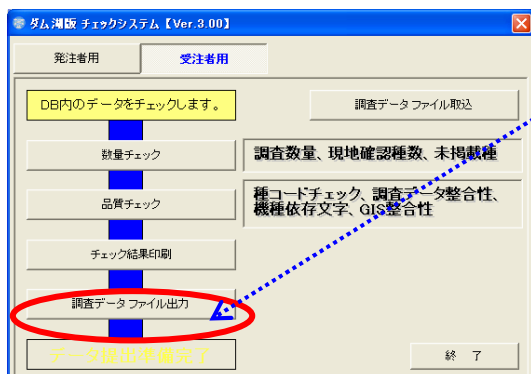 ダム湖版 チェックシステム【Ver.3.00】
発注者用
受注者用
DB内のデータをチェックします。
調査データファイル取込
数量チェック
調査数量、現地確認種数、未掲載種
品質チェック
種コードチェック、調査データ整合性、
機種依存文字、GIS整合性
チェック結果印刷
調査データファイル出力
データ提出準備完了
終 了